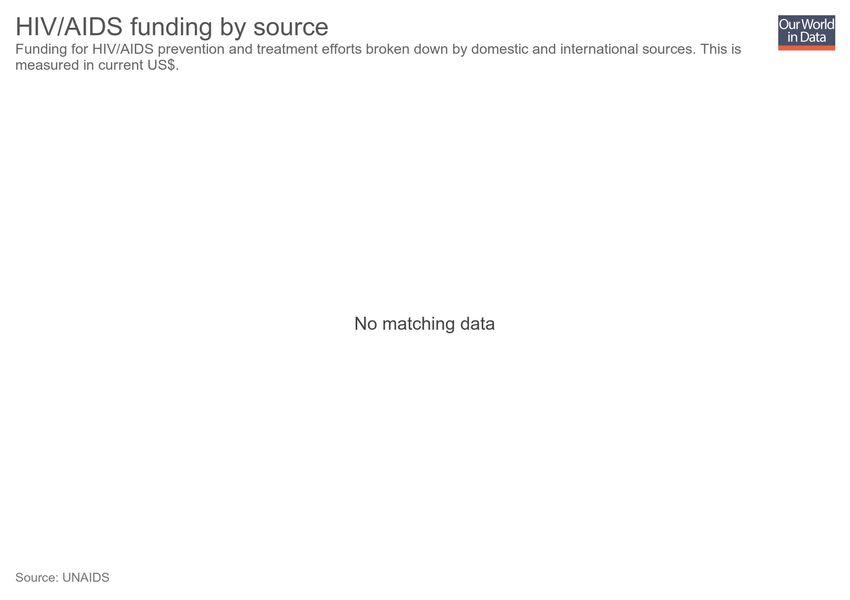 HIV/AIDS funding by source
Our World
in Data
Funding for HIV/AIDS prevention and treatment efforts broken down by domestic and international sources. This is
measured in current US$.
No matching data
Source: UNAIDS